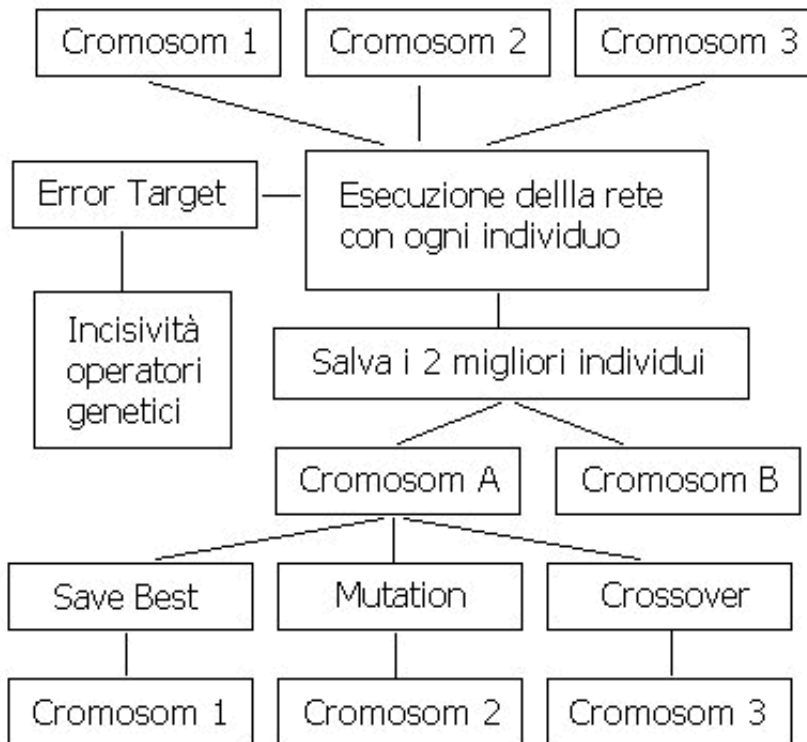 Cromosom 1
Cromosom 2
Cromosom 3
Error Target
Esecuzione dellla rete
con ogni individuo
Incisività
operatori
genetici
Salva i 2 migliori individui
Cromosom A
Cromosom B
Save Best
Mutation
Crossover
Cromosom 1
Cromosom 2
Cromosom 3